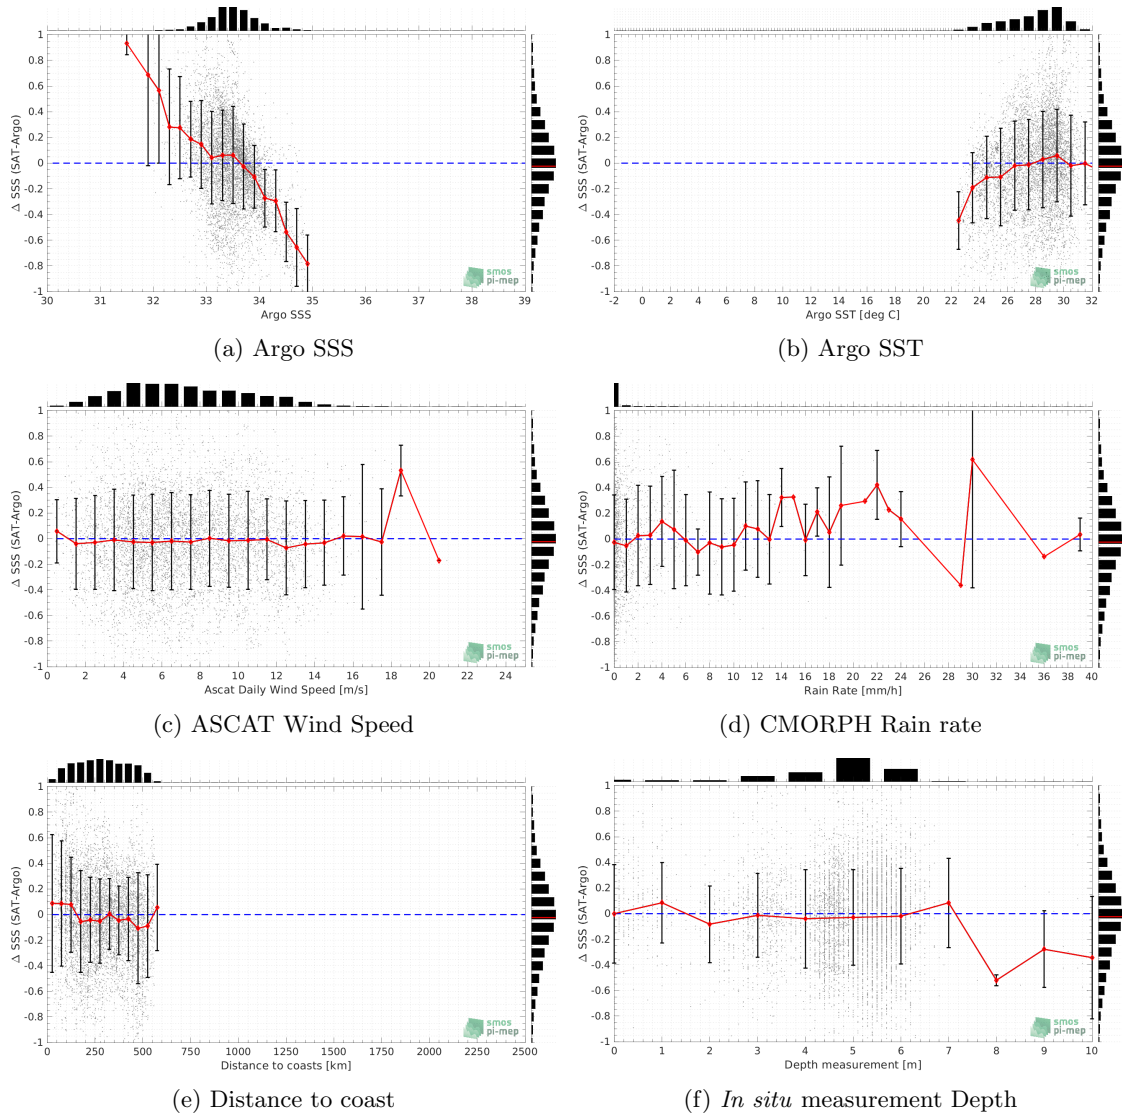 1
0.8
0.6
0.4
0.2
0
-0.2
-0.4
-0.6
-0.8
-1
Δ SSS (SAT-Argo)
smos
pi-mep
30 31 32 33 34 35 36 37 38 39
Argo SSS
(a) Argo SSS
1
0.8
0.6
0.4
0.2
0
-0.2
-0.4
-0.6
-0.8
-1
Δ SSS (SAT-Argo)
smos
pi-mep
-2 0 2 4 6 8 10 12 14 16 18 20 22 24 26 28 30 32
Argo SST [deg C]
(b) Argo SST
1
0.8
0.6
0.4
0.2
0
-0.2
-0.4
-0.6
-0.8
-1
Δ SSS (SAT-Argo)
smos
pi-mep
0 2 4 6 8 10 12 14 16 18 20 22 24
Ascat Daily Wind Speed [m/s]
(c) ASCAT Wind Speed
1
0.8
0.6
0.4
0.2
0
-0.2
-0.4
-0.6
-0.8
-1
Δ SSS (SAT-Argo)
smos
pi-mep
0 2 4 6 8 10 12 14 16 18 20 22 24 26 28 30 32 34 36 38 40
Rain Rate [mm/h]
(d) CMORPH Rain rate
1
0.8
0.6
0.4
0.2
0
-0.2
-0.4
-0.6
-0.8
-1
Δ SSS (SAT-Argo)
smos
pi-mep
0 250 500 750 1000 1250 1500 1750 2000 2250 2500
Distance to coasts [km]
(e) Distance to coast
1
0.8
0.6
0.4
0.2
0
-0.2
-0.4
-0.6
-0.8
-1
Δ SSS (SAT-Argo)
smos
pi-mep
0 1 2 3 4 5 6 7 8 9 10
Depth measurement [m]
(f) In situ measurement Depth